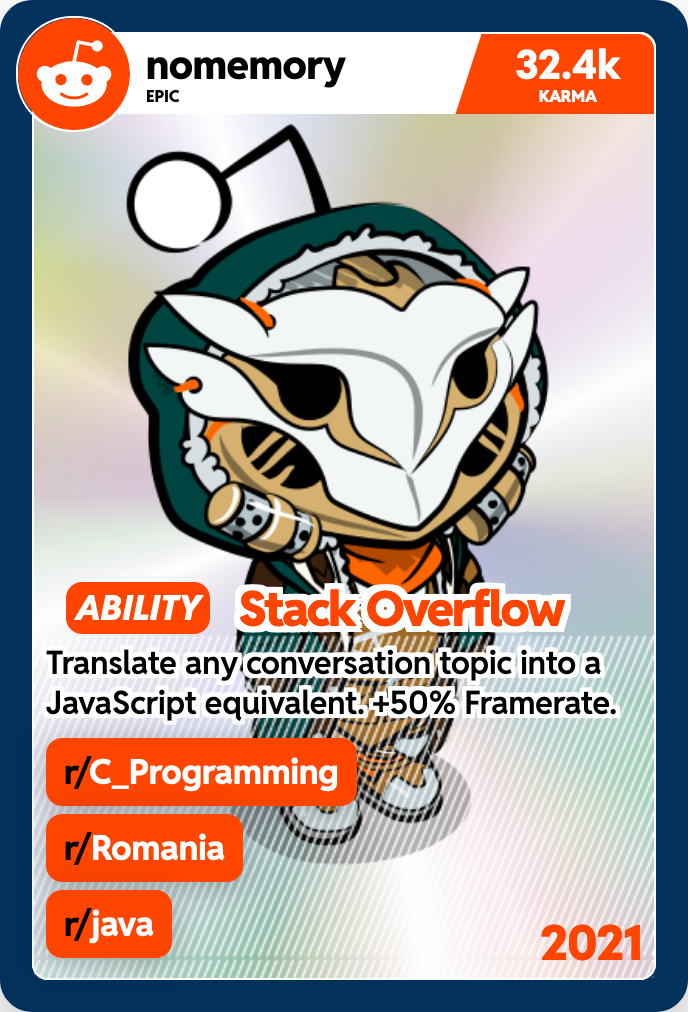 nomemory
EPIC
32.4k
KARMA
ABILITY Stack Overflow
Translate any conversation topic into a
JavaScript equivalent. +50% Framerate.
r/C_Programming
r/Romania
r/java
2021